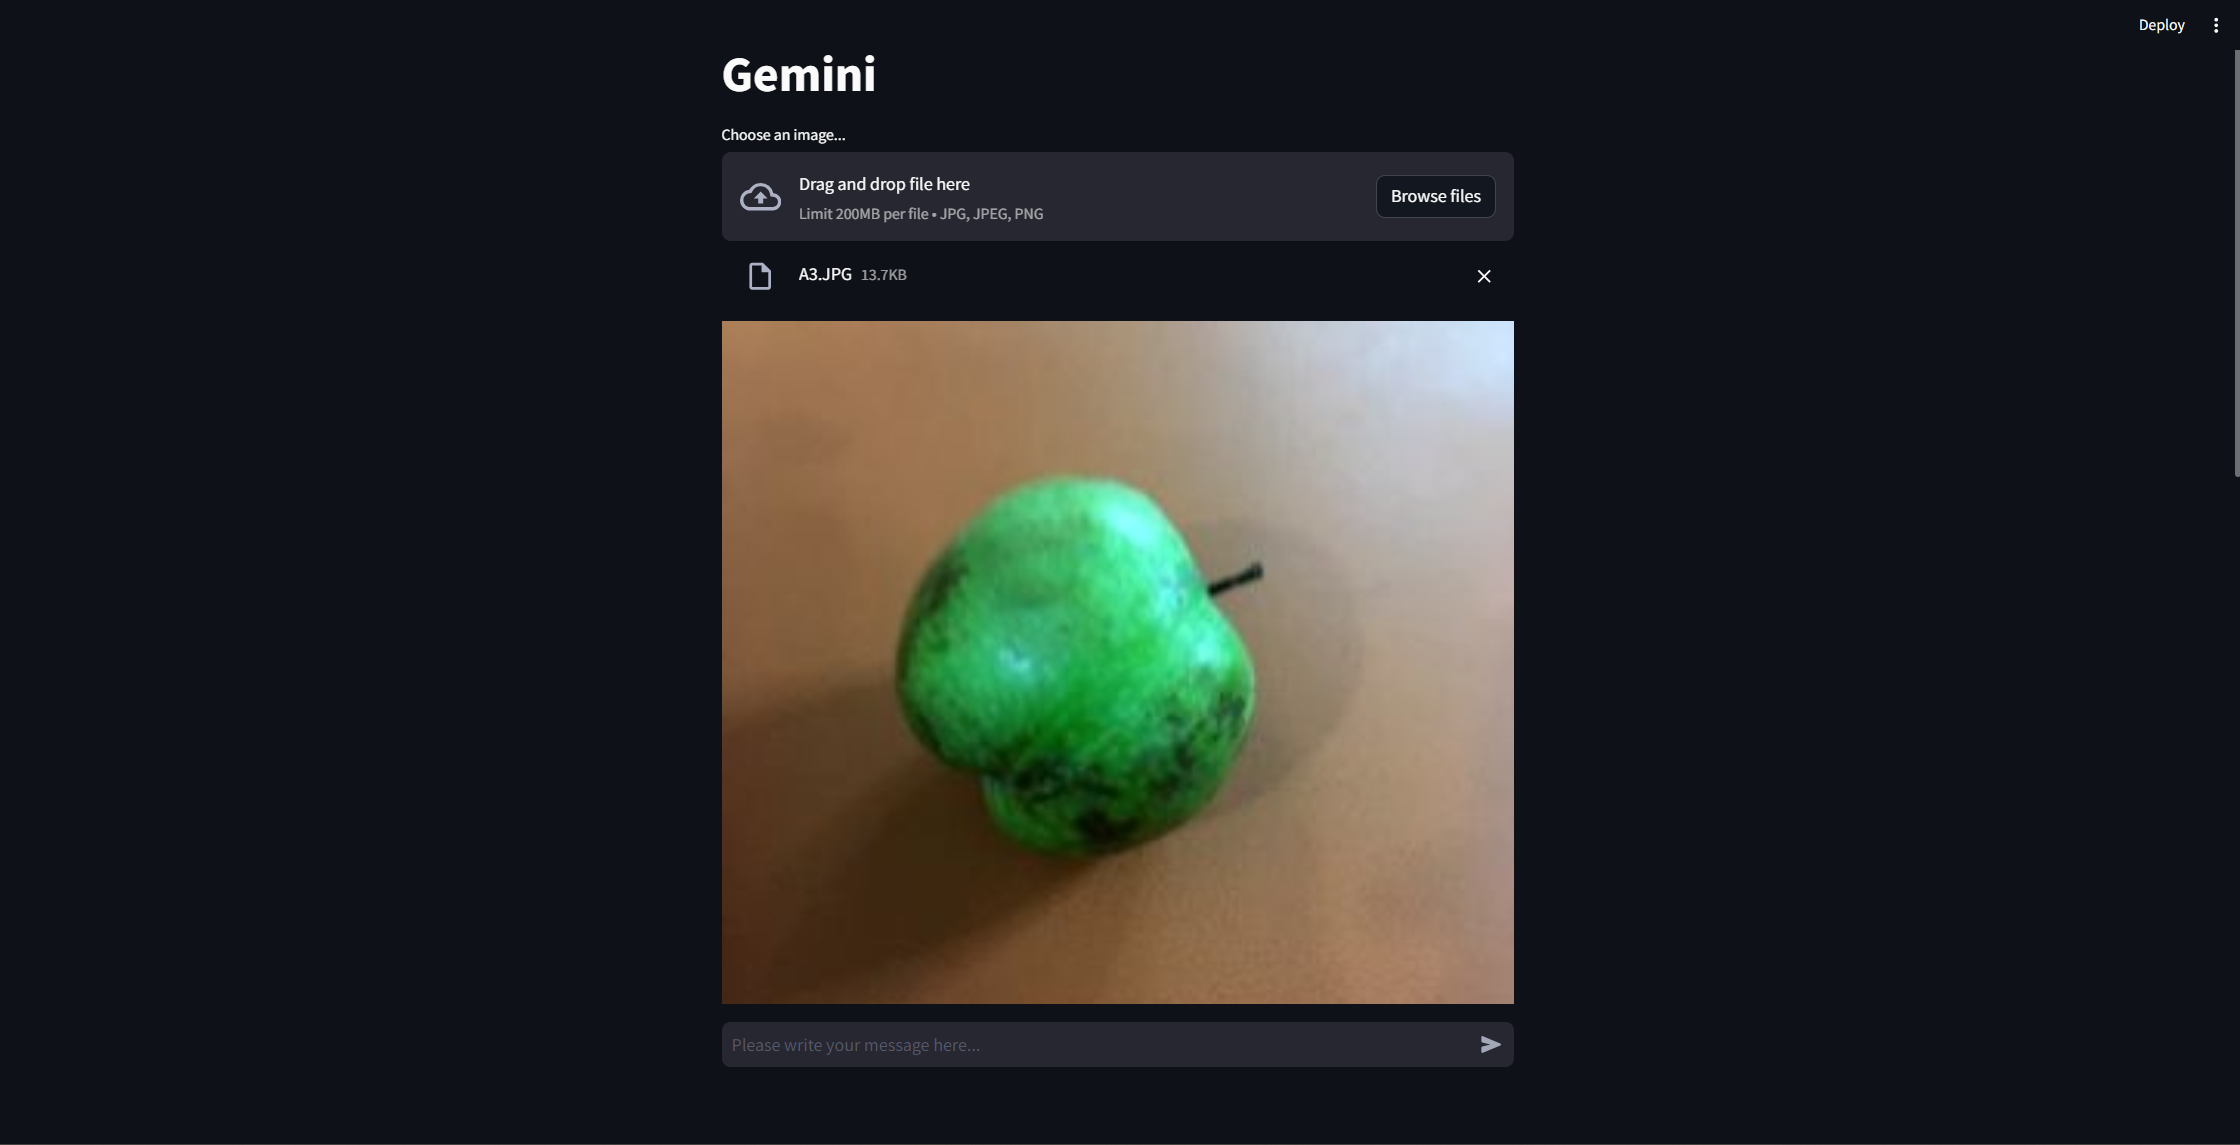 Deploy
Gemini
Choose an image...
Drag and drop file here
Limit 200MB per file • JPG, JPEG, PNG
Browse files
A3.JPG 13.7KB
Please write your message here...